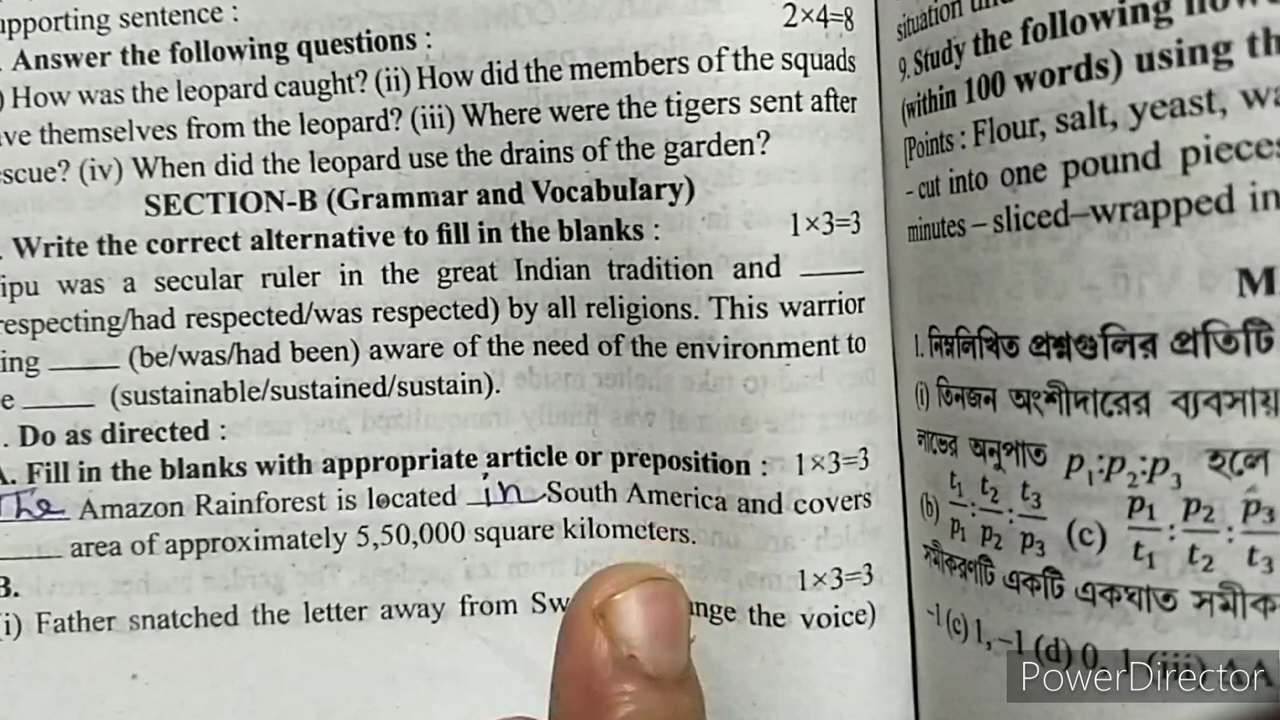 supporting sentence :
2×4=8
. Answer the following questions :
) How was the leopard caught? (ii) How did the members of the squads
ve themselves from the leopard? (iii) Where were the tigers sent after
escue? (iv) When did the leopard use the drains of the garden?
SECTION-B (Grammar and Vocabulary)
. Write the correct alternative to fill in the blanks : 1×3=3
ipu was a secular ruler in the great Indian tradition and ____
respecting/had respected/was respected) by all religions. This warrior
ing ____ (be/was/had been) aware of the need of the environment to
e ____ (sustainable/sustained/sustain).
. Do as directed :
A. Fill in the blanks with appropriate article or preposition : 1×3=3
The Amazon Rainforest is located in South America and covers
____ area of approximately 5,50,000 square kilometers.
B. 1×3=3
(i) Father snatched the letter away from Sw nge the voice)
situation
9. Study the following
(within 100 words) using th
[Points : Flour, salt, yeast, wa
- cut into one pound pieces
minutes – sliced–wrapped in
M
1. নিম্নলিখিত প্রশ্নগুলির প্রতিটি
(i) তিনজন অংশীদারের ব্যবসায়
লাভের অনুপাত p₁:p₂:p₃ হলে
(b) t₁/p₁ : t₂/p₂ : t₃/p₃ (c) p₁/t₁ : p₂/t₂ : p₃/t₃
সমীকরণটি একটি একঘাত সমীক
-1 (c) 1, -1 (d) 0, 1 (iii)
PowerDirector